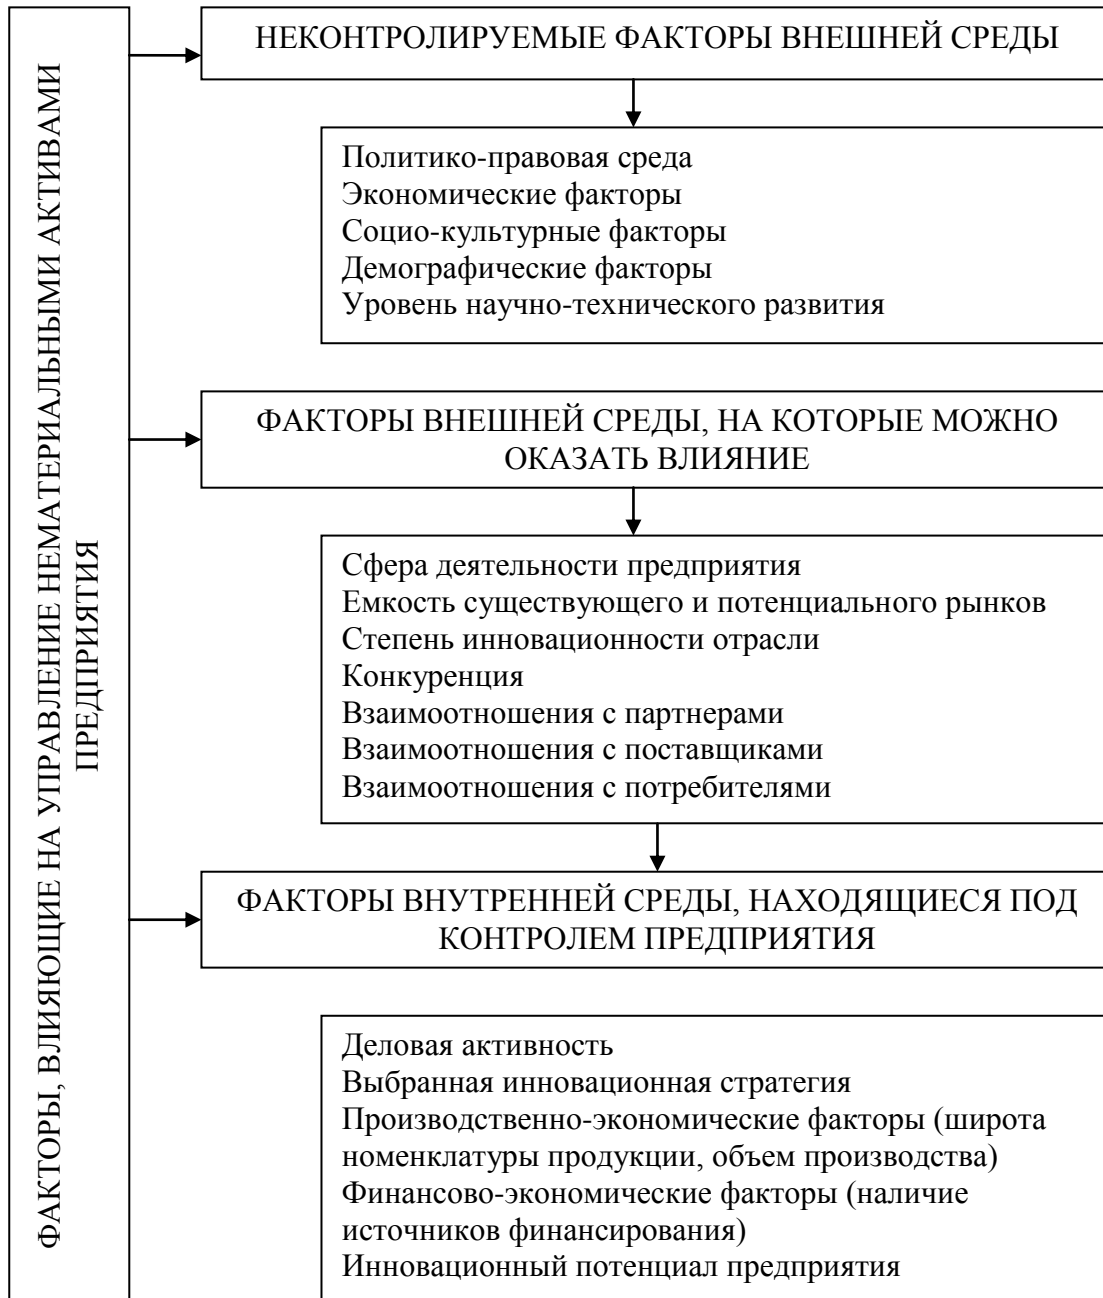 ФАКТОРЫ, ВЛИЯЮЩИЕ НА УПРАВЛЕНИЕ НЕМАТЕРИАЛЬНЫМИ АКТИВАМИ
ПРЕДПРИЯТИЯ
НЕКОНТРОЛИРУЕМЫЕ ФАКТОРЫ ВНЕШНЕЙ СРЕДЫ
Политико-правовая среда
Экономические факторы
Социо-культурные факторы
Демографические факторы
Уровень научно-технического развития
ФАКТОРЫ ВНЕШНЕЙ СРЕДЫ, НА КОТОРЫЕ МОЖНО
ОКАЗАТЬ ВЛИЯНИЕ
Сфера деятельности предприятия
Емкость существующего и потенциального рынков
Степень инновационности отрасли
Конкуренция
Взаимоотношения с партнерами
Взаимоотношения с поставщиками
Взаимоотношения с потребителями
ФАКТОРЫ ВНУТРЕННЕЙ СРЕДЫ, НАХОДЯЩИЕСЯ ПОД
КОНТРОЛЕМ ПРЕДПРИЯТИЯ
Деловая активность
Выбранная инновационная стратегия
Производственно-экономические факторы (широта
номенклатуры продукции, объем производства)
Финансово-экономические факторы (наличие
источников финансирования)
Инновационный потенциал предприятия